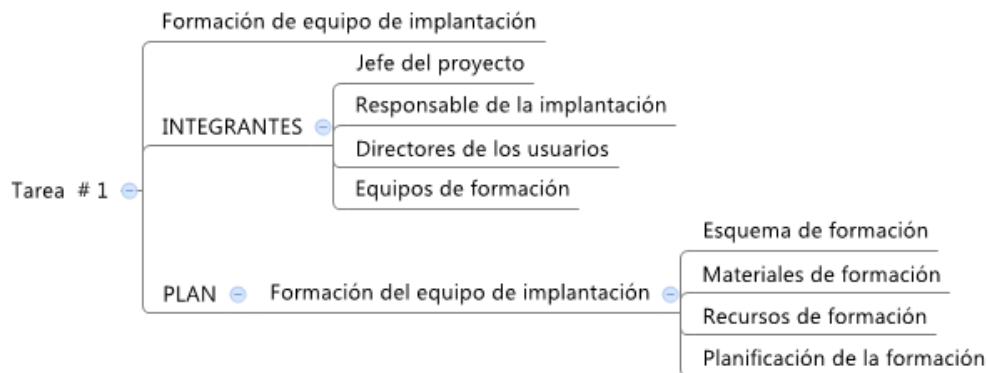 Formación de equipo de implantación
Jefe del proyecto
Responsable de la implantación
INTEGRANTES
Directores de los usuarios
Equipos de formación
Tarea # 1
Esquema de formación
Materiales de formación
PLAN
Formación del equipo de implantación
Recursos de formación
Planificación de la formación